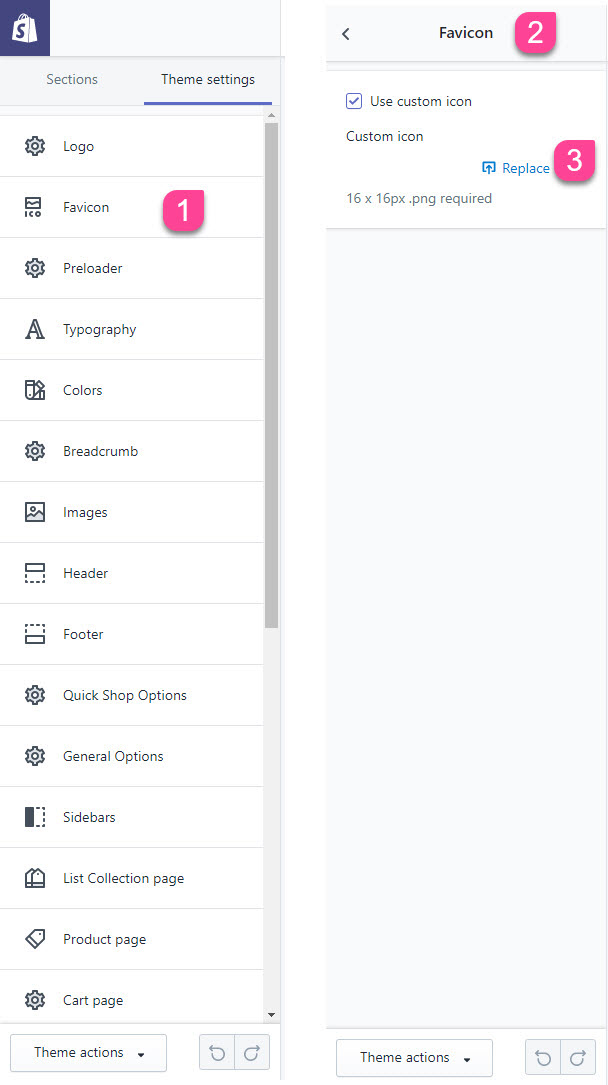 Sections
Theme settings
Logo
ICO
Favicon
1
Preloader
Typography
Colors
Breadcrumb
Images
Header
Footer
Quick Shop Options
General Options
Sidebars
List Collection page
Product page
Cart page
Theme actions
Favicon
2
Use custom icon
Custom icon
Replace
3
16 x 16px .png required
Theme actions